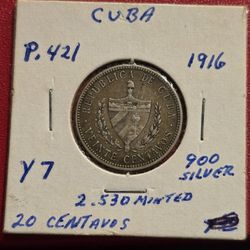 CUBA
P.421
1916
REPUBLICA DE CUBA
VEINTE CENTAVOS
Y7
900
SILVER
2.530 MINTED
20 CENTAVOS